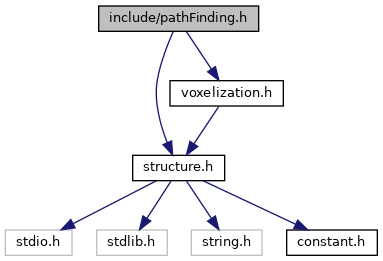 include/pathFinding.h
voxelization.h
structure.h
stdio.h
stdlib.h
string.h
constant.h